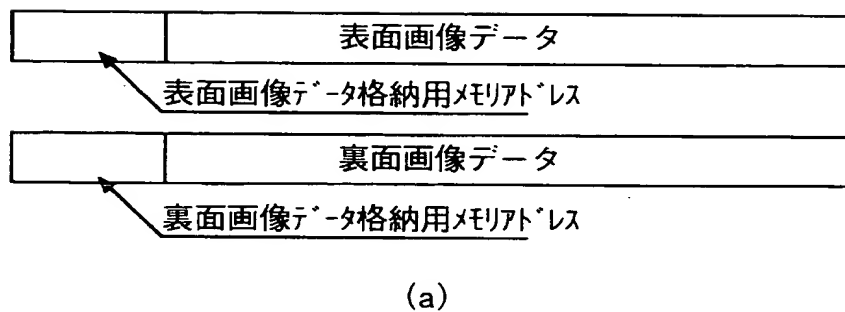 表面画像データ
表面画像ﾃﾞｰﾀ格納用ﾒﾓﾘｱﾄﾞﾚｽ
裏面画像データ
裏面画像ﾃﾞｰﾀ格納用ﾒﾓﾘｱﾄﾞﾚｽ
(a)